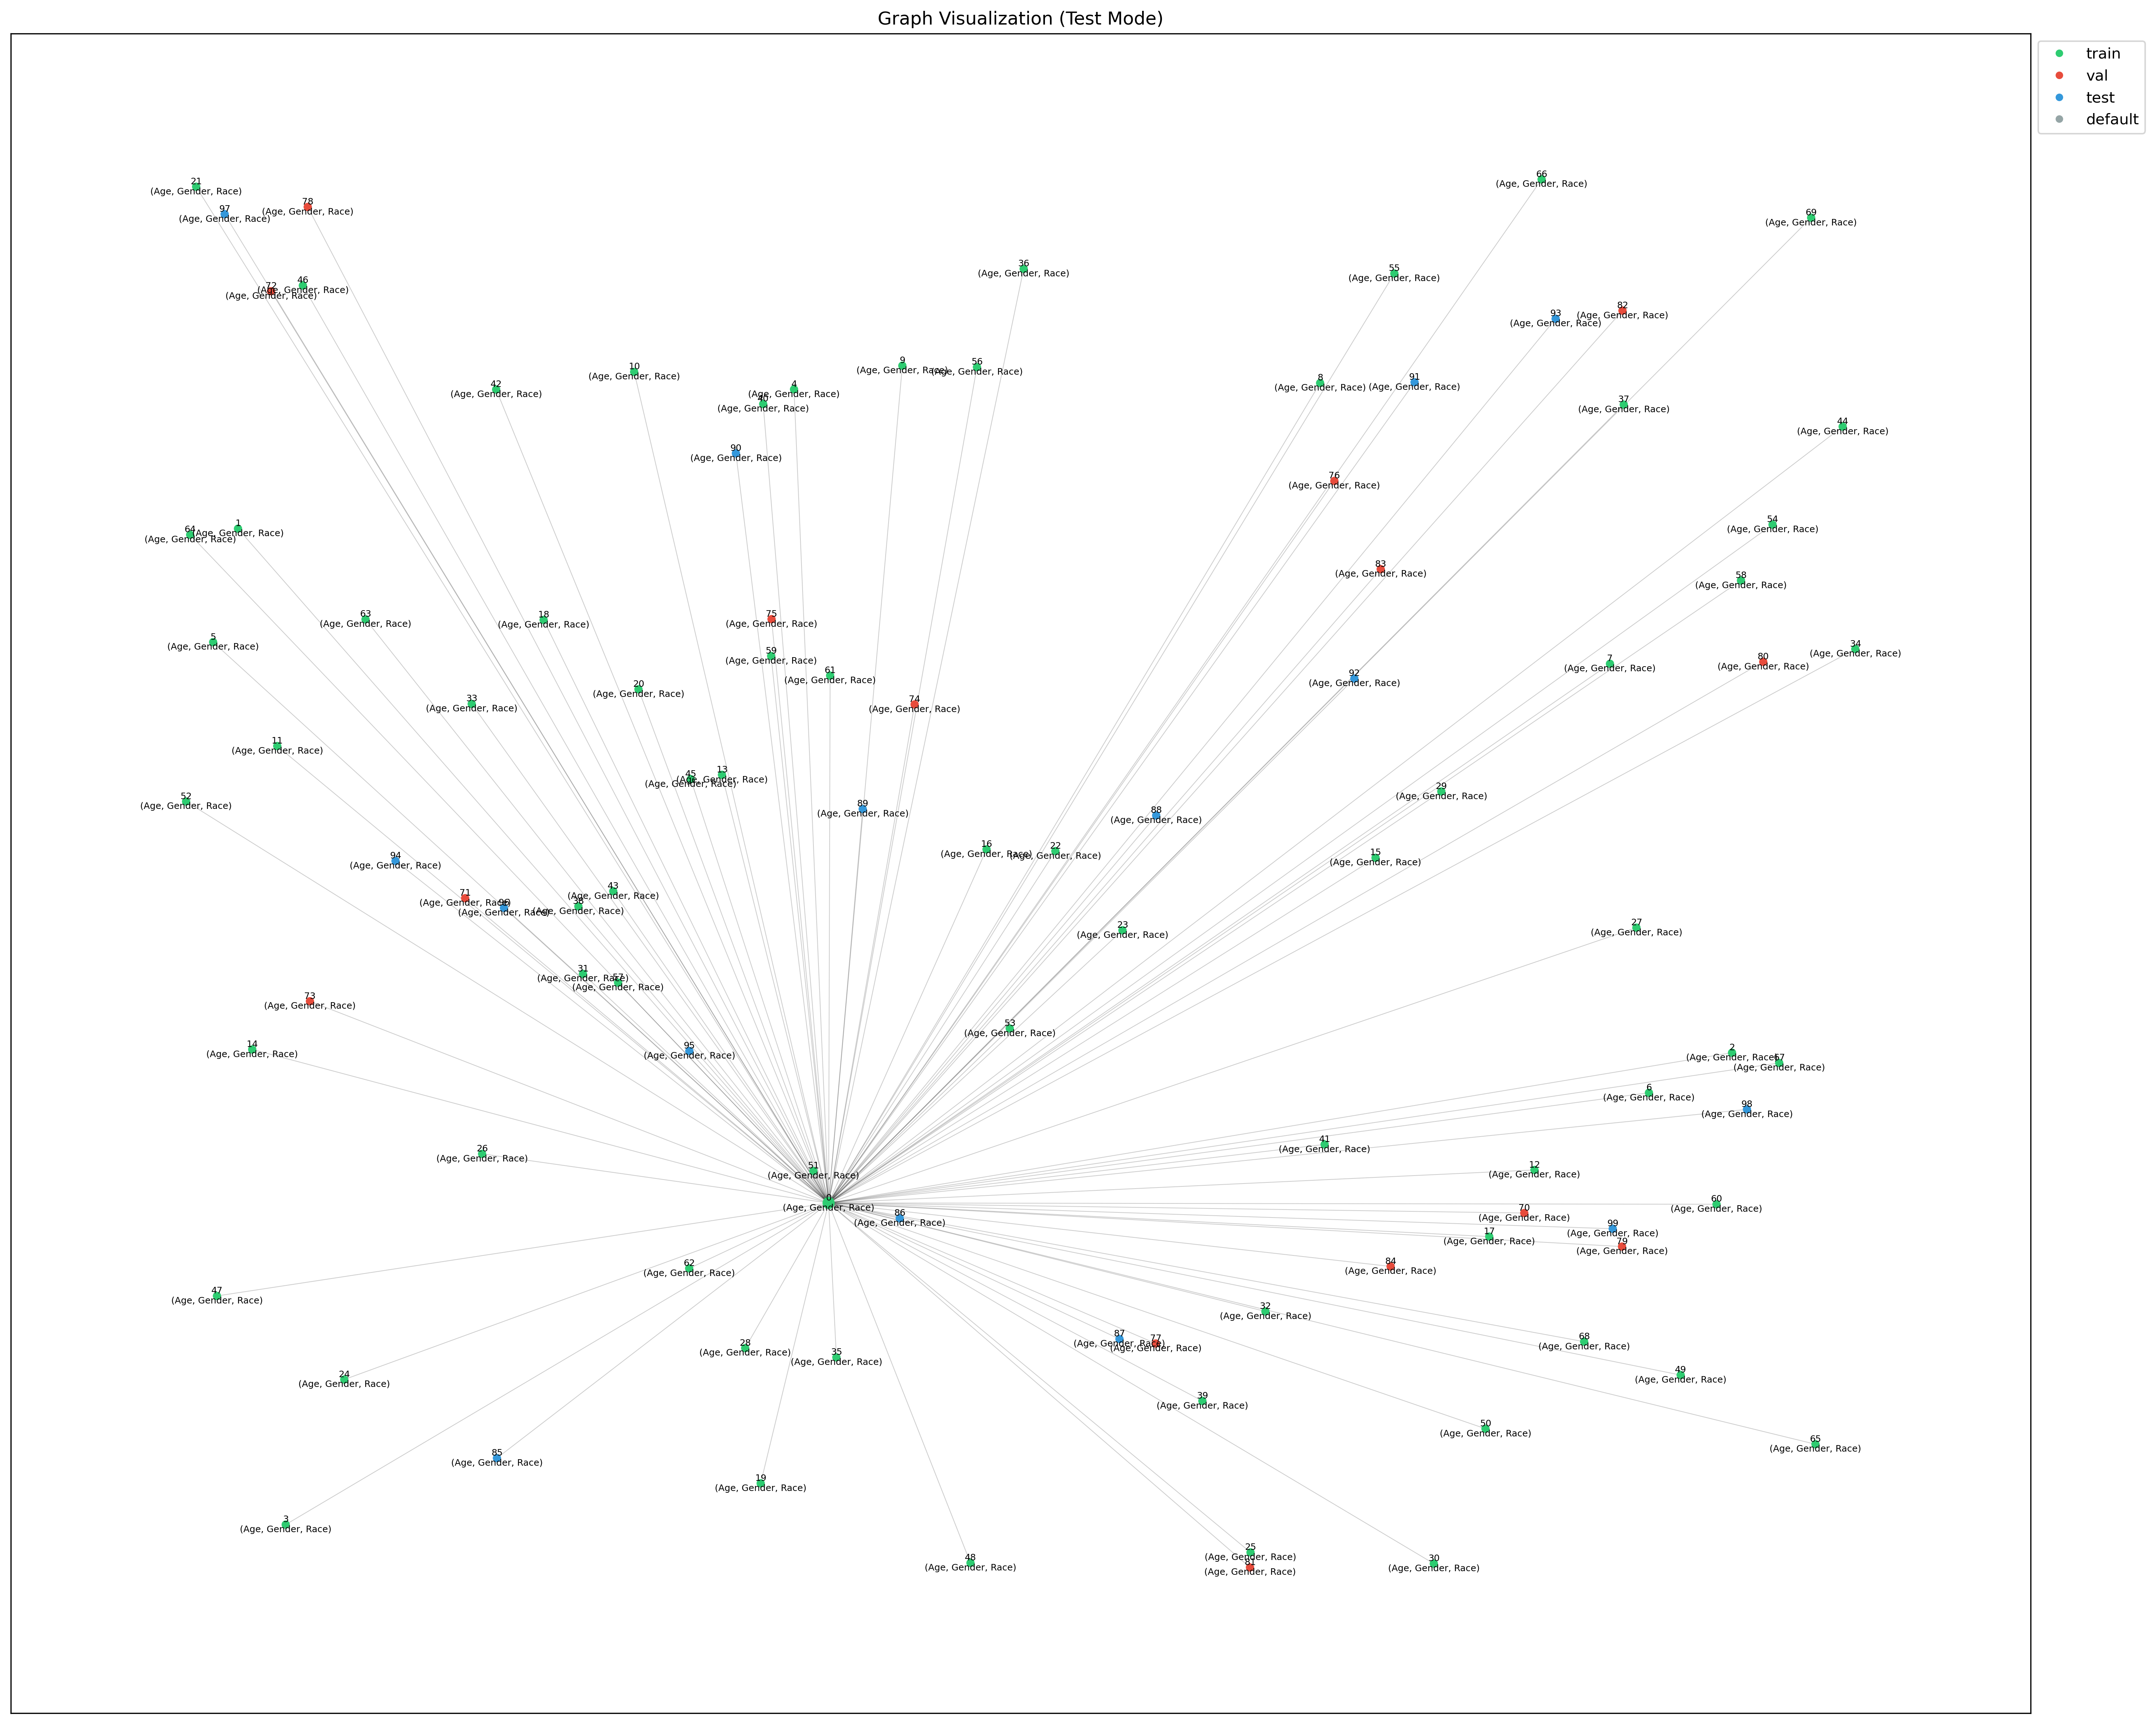 Graph Visualization (Test Mode)
train
val
test
default
66
(Age, Gender, Race)
21
(Age, Gender, Race)
78
(Age, Gender, Race)
97
(Age, Gender, Race)
69
(Age, Gender, Race)
36
(Age, Gender, Race)
55
(Age, Gender, Race)
46
(Age, Gender, Race)
72
(Age, Gender, Race)
82
(Age, Gender, Race)
93
(Age, Gender, Race)
9
(Age, Gender, Race)
56
(Age, Gender, Race)
10
(Age, Gender, Race)
91
(Age, Gender, Race)
8
(Age, Gender, Race)
42
(Age, Gender, Race)
4
(Age, Gender, Race)
40
(Age, Gender, Race)
37
(Age, Gender, Race)
44
(Age, Gender, Race)
90
(Age, Gender, Race)
76
(Age, Gender, Race)
54
(Age, Gender, Race)
1
(Age, Gender, Race)
64
(Age, Gender, Race)
83
(Age, Gender, Race)
58
(Age, Gender, Race)
75
(Age, Gender, Race)
63
(Age, Gender, Race)
18
(Age, Gender, Race)
5
(Age, Gender, Race)
34
(Age, Gender, Race)
59
(Age, Gender, Race)
80
(Age, Gender, Race)
7
(Age, Gender, Race)
61
(Age, Gender, Race)
92
(Age, Gender, Race)
20
(Age, Gender, Race)
33
(Age, Gender, Race)
74
(Age, Gender, Race)
11
(Age, Gender, Race)
13
(Age, Gender, Race)
45
(Age, Gender, Race)
29
(Age, Gender, Race)
52
(Age, Gender, Race)
89
(Age, Gender, Race)
88
(Age, Gender, Race)
16
(Age, Gender, Race)
22
(Age, Gender, Race)
15
(Age, Gender, Race)
94
(Age, Gender, Race)
43
(Age, Gender, Race)
71
(Age, Gender, Race)
38
(Age, Gender, Race)
96
(Age, Gender, Race)
27
(Age, Gender, Race)
23
(Age, Gender, Race)
31
(Age, Gender, Race)
57
(Age, Gender, Race)
73
(Age, Gender, Race)
53
(Age, Gender, Race)
14
(Age, Gender, Race)
95
(Age, Gender, Race)
2
(Age, Gender, Race)
67
(Age, Gender, Race)
6
(Age, Gender, Race)
98
(Age, Gender, Race)
41
(Age, Gender, Race)
26
(Age, Gender, Race)
12
(Age, Gender, Race)
51
(Age, Gender, Race)
0
(Age, Gender, Race)
60
(Age, Gender, Race)
70
(Age, Gender, Race)
86
(Age, Gender, Race)
99
(Age, Gender, Race)
17
(Age, Gender, Race)
79
(Age, Gender, Race)
84
(Age, Gender, Race)
62
(Age, Gender, Race)
47
(Age, Gender, Race)
32
(Age, Gender, Race)
87
(Age, Gender, Race)
68
(Age, Gender, Race)
77
(Age, Gender, Race)
28
(Age, Gender, Race)
35
(Age, Gender, Race)
49
(Age, Gender, Race)
24
(Age, Gender, Race)
39
(Age, Gender, Race)
50
(Age, Gender, Race)
65
(Age, Gender, Race)
85
(Age, Gender, Race)
19
(Age, Gender, Race)
3
(Age, Gender, Race)
25
(Age, Gender, Race)
48
(Age, Gender, Race)
30
(Age, Gender, Race)
81
(Age, Gender, Race)